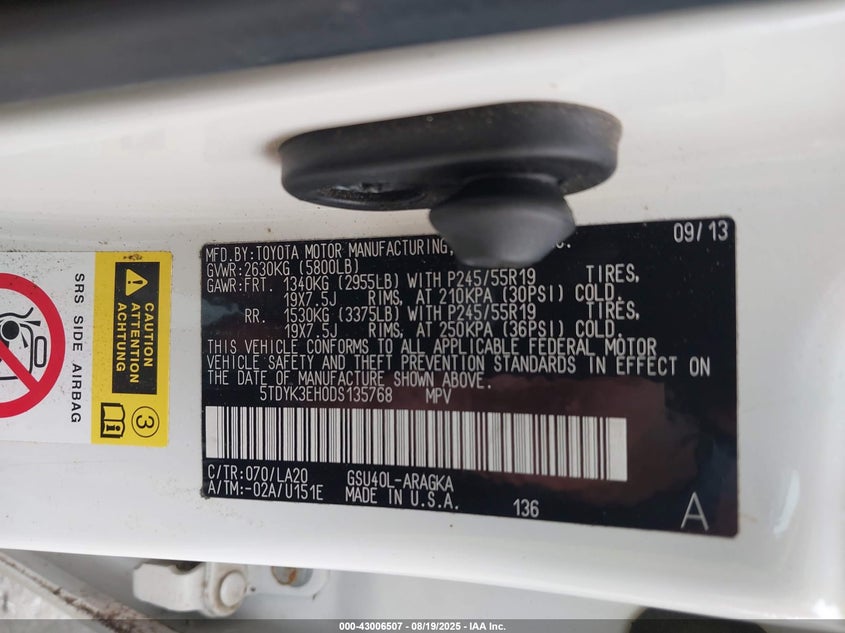 MFD.BY:TOYOTA MOTOR MANUFACTURING, INC. 09/13
GVWR:2630KG (5800LB)
GAWR:FRT. 1340KG (2955LB) WITH P245/55R19 TIRES,
19X7.5J RIMS, AT 210KPA (30PSI) COLD.
RR. 1530KG (3375LB) WITH P245/55R19 TIRES,
19X7.5J RIMS, AT 250KPA (36PSI) COLD.
THIS VEHICLE CONFORMS TO ALL APPLICABLE FEDERAL MOTOR
VEHICLE SAFETY AND THEFT PREVENTION STANDARDS IN EFFECT ON
THE DATE OF MANUFACTURE SHOWN ABOVE.
5TDYK3EH0DS135768 MPV
C/TR:070/LA20 GSU40L-ARAGKA
A/TM:-02A/U151E MADE IN U.S.A.
136 A
SRS SIDE AIRBAG
CAUTION
ATTENTION
ACHTUNG
3
000-43006507 - 08/19/2025 - IAA Inc.